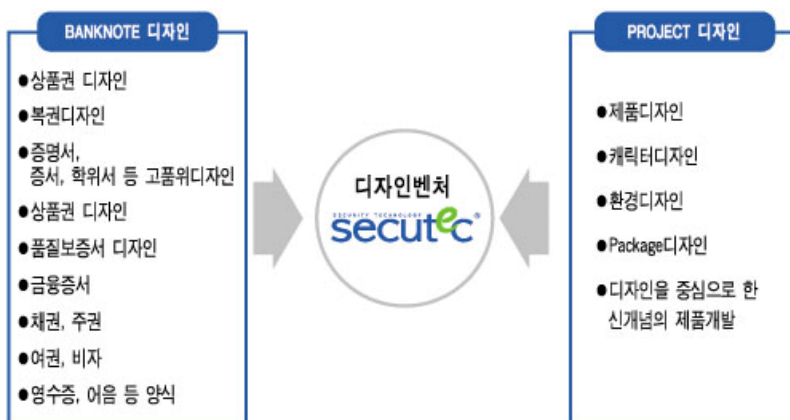 BANKNOTE 디자인
●상품권 디자인
●복권디자인
●증명서,
증서, 학위서 등 고품위디자인
●상품권 디자인
●품질보증서 디자인
●금융증서
●채권, 주권
●여권, 비자
●영수증, 어음 등 양식
디자인벤처
SECURITY TECHNOLOGY
secutec®
PROJECT 디자인
●제품디자인
●캐릭터디자인
●환경디자인
●Package디자인
●디자인을 중심으로 한
신개념의 제품개발